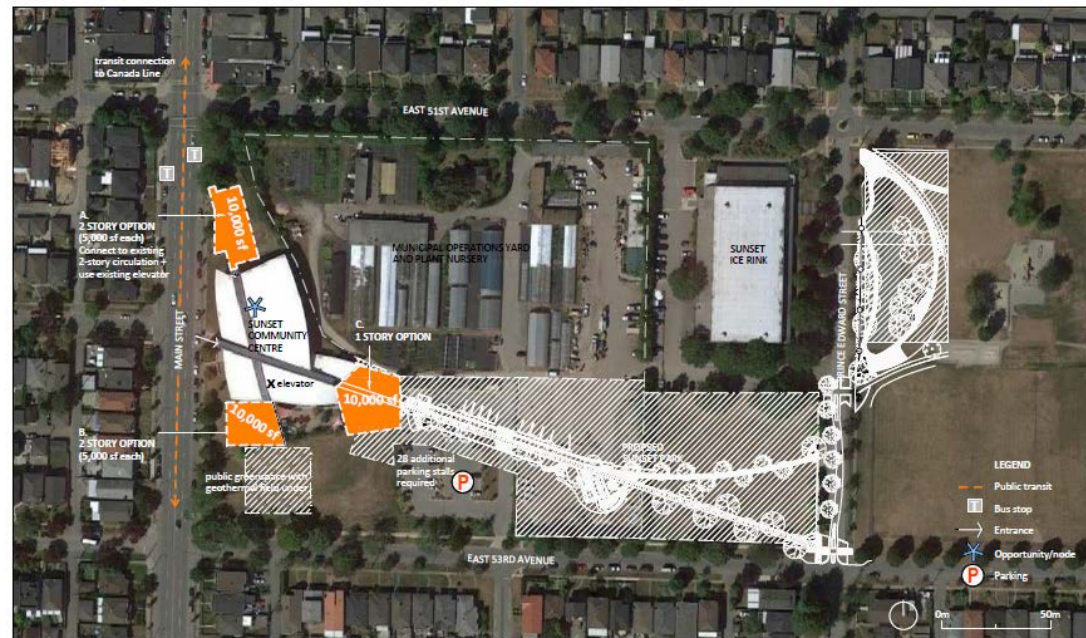 transit connection
to Canada Line
EAST 51ST AVENUE
T
T
A.
2 STORY OPTION
(5,000 sf each)
Connect to existing
2-story circulation +
use existing elevator
10,000 sf
MUNICIPAL OPERATIONS YARD
AND PLANT NURSERY
SUNSET
ICE RINK
MAIN STREET
SUNSET
COMMUNITY
CENTRE
C.
1 STORY OPTION
PRINCE EDWARD STREET
X elevator
10,000 sf
10,000 sf
B.
2 STORY OPTION
(5,000 sf each)
PROPOSED
SUNSET PARK
28 additional
parking stalls
required
P
public greenspace with
geothermal field under
EAST 53RD AVENUE
LEGEND
Public transit
T Bus stop
Entrance
Opportunity/node
P Parking
0m 50m